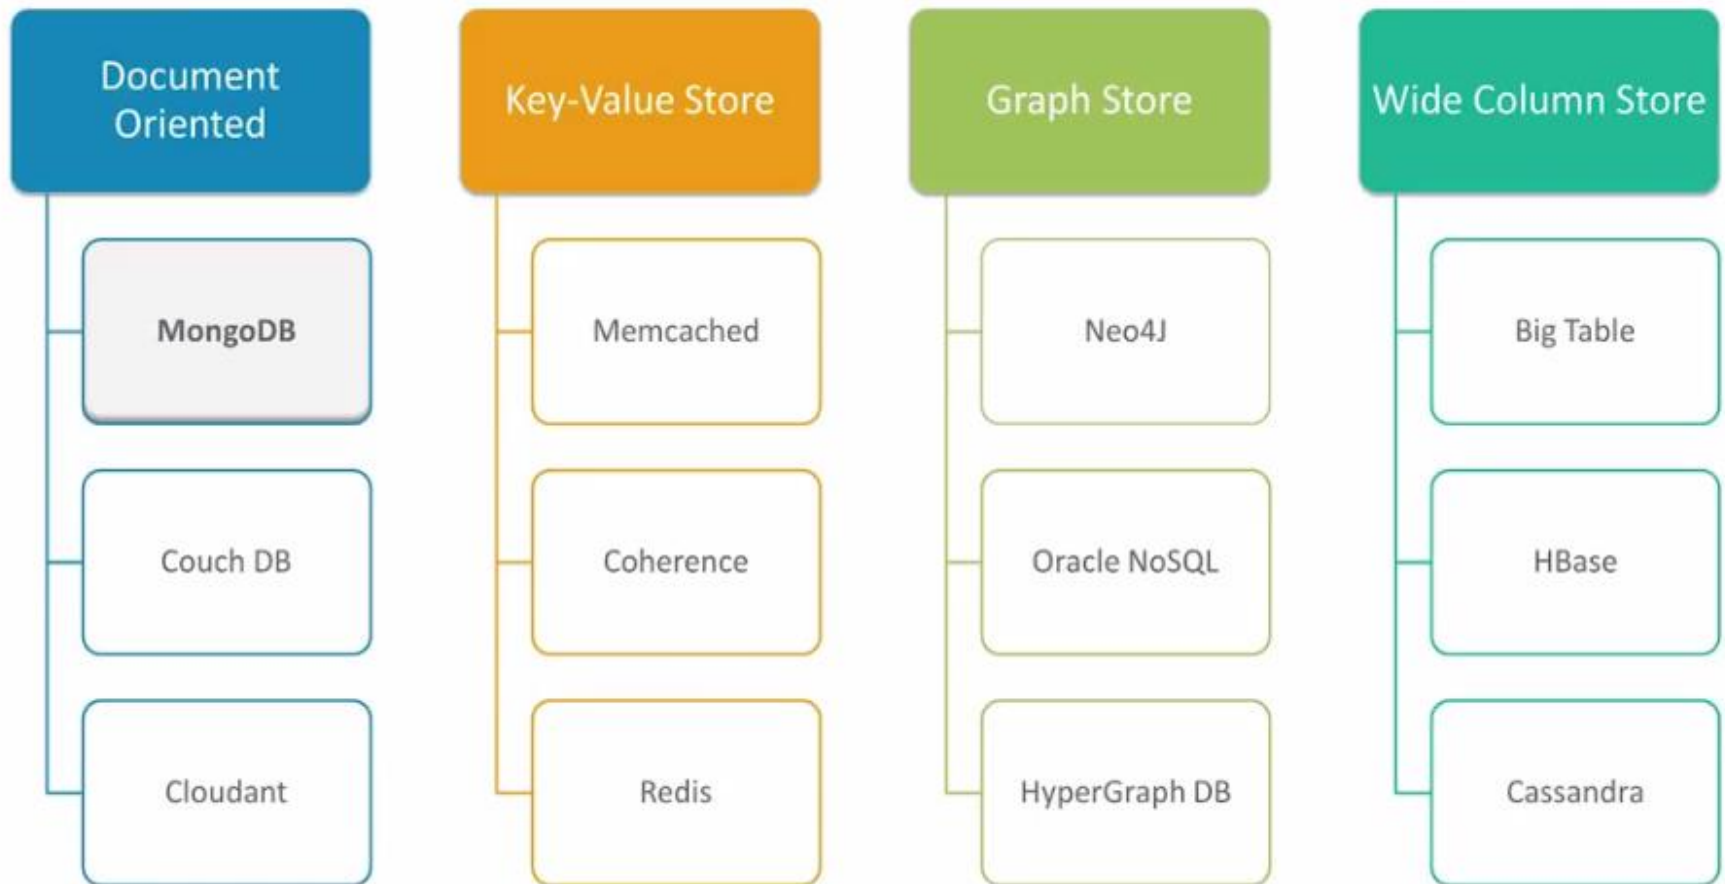 Document
Oriented
Key-Value Store
Graph Store
Wide Column Store
MongoDB
Memcached
Neo4J
Big Table
Couch DB
Coherence
Oracle NoSQL
HBase
Cloudant
Redis
HyperGraph DB
Cassandra